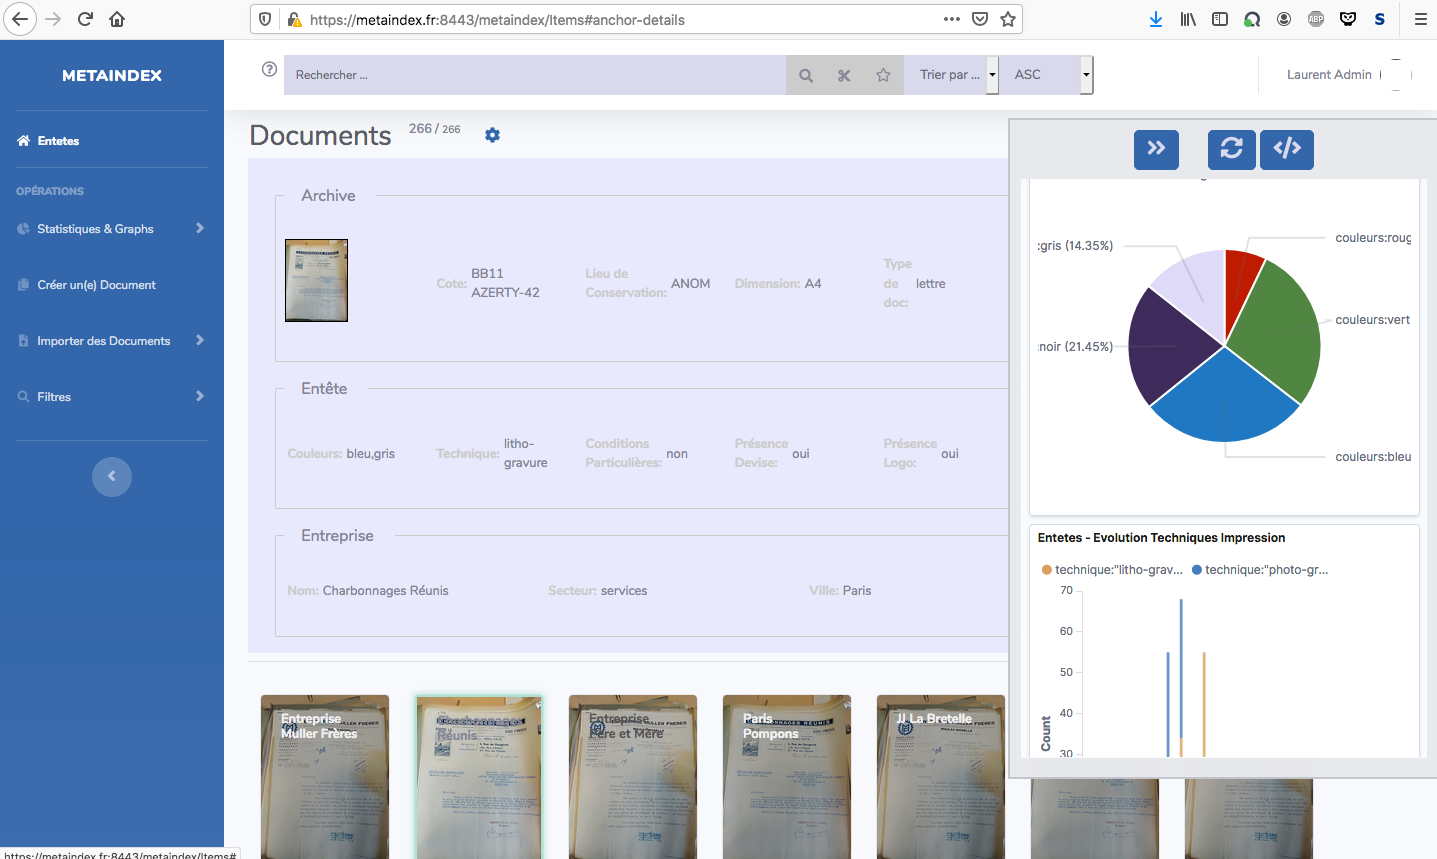 https://metaindex.fr:8443/metaindex/Items#anchor-details
METAINDEX
Entetes
OPÉRATIONS
Statistiques & Graphs
Créer un(e) Document
Importer des Documents
Filtres
Rechercher ...
Trier par ...
ASC
Laurent Admin
Documents 266 / 266
Archive
Cote: BB11 AZERTY-42
Lieu de Conservation: ANOM
Dimension: A4
Type de doc: lettre
Entête
Couleurs: bleu,gris
Technique: litho-gravure
Conditions Particulières: non
Présence Devise: oui
Présence Logo: oui
Entreprise
Nom: Charbonnages Réunis
Secteur: services
Ville: Paris
:gris (14.35%)
couleurs:roug
couleurs:vert
:noir (21.45%)
couleurs:bleu
Entetes - Evolution Techniques Impression
technique:"litho-grav...
technique:"photo-gr...
70
60
50
40
30
Count
Entreprise
Muller Frères
Charbonnages
Réunis
Entreprise
Père et Mère
Paris
Pompons
JJ La Bretelle
https://metaindex.fr:8443/metaindex/Items#
ABP
S